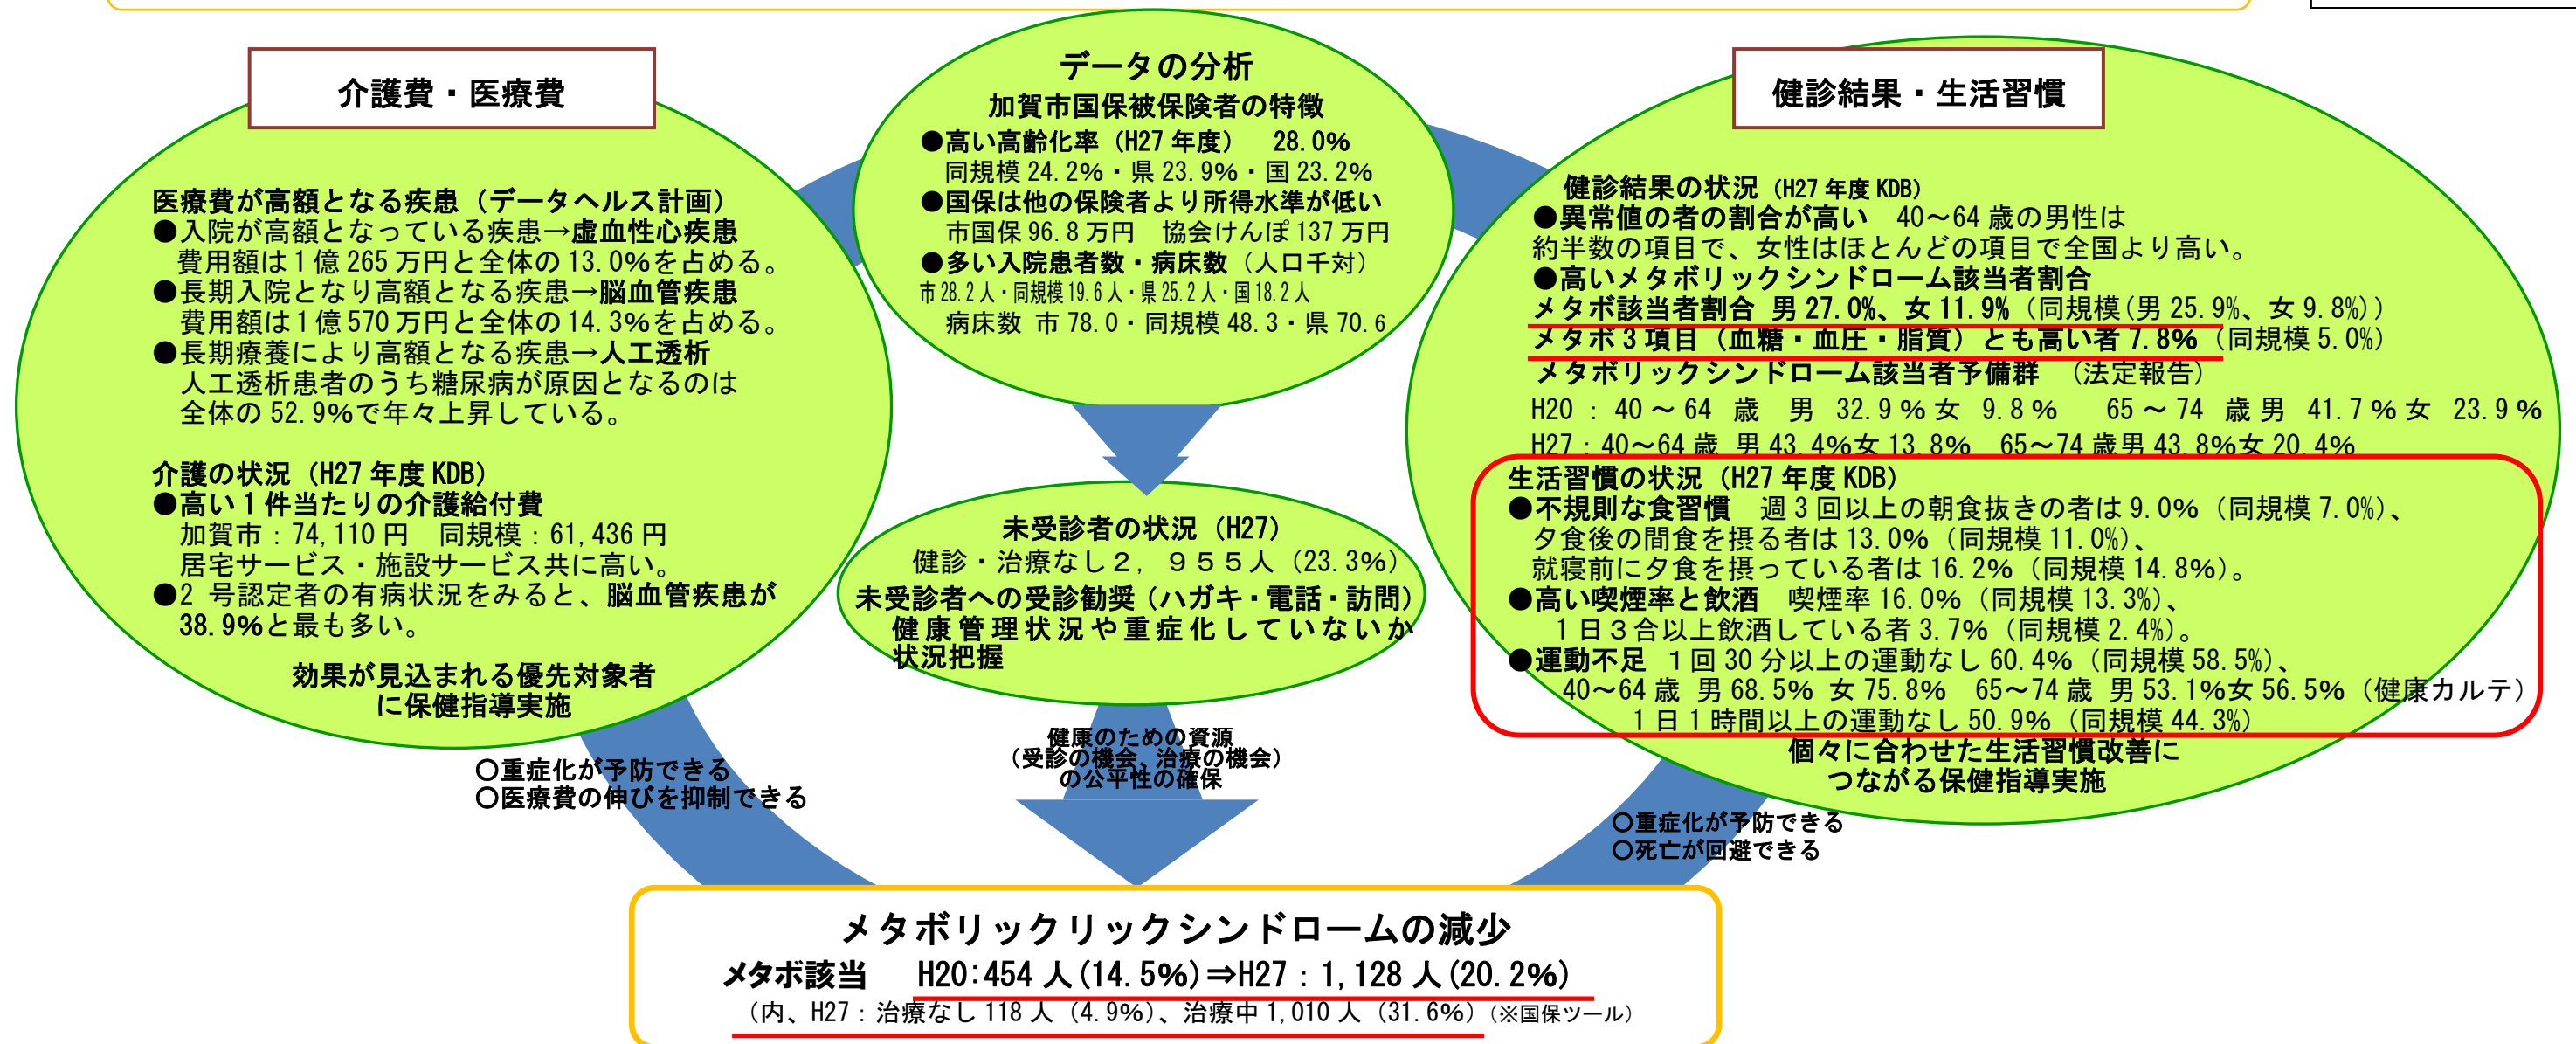 介護費・医療費
医療費が高額となる疾患（データヘルス計画）
●入院が高額となっている疾患→虚血性心疾患
費用額は1億265万円と全体の13.0%を占める。
●長期入院となり高額となる疾患→脳血管疾患
費用額は1億570万円と全体の14.3%を占める。
●長期療養により高額となる疾患→人工透析
人工透析患者のうち糖尿病が原因となるのは
全体の52.9%で年々上昇している。
介護の状況（H27年度KDB）
●高い1件当たりの介護給付費
加賀市：74,110円　同規模：61,436円
居宅サービス・施設サービス共に高い。
●2 号認定者の有病状況をみると、脳血管疾患が
38.9%と最も多い。
効果が見込まれる優先対象者
に保健指導実施
〇重症化が予防できる
〇医療費の伸びを抑制できる
データの分析
加賀市国保被保険者の特徴
●高い高齢化率（H27年度）　28.0%
同規模24.2%・県23.9%・国23.2%
●国保は他の保険者より所得水準が低い
市国保96.8万円　協会けんぽ137万円
●多い入院患者数・病床数（人口千対）
市28.2人・同規模19.6人・県25.2人・国18.2人
病床数 市78.0・同規模48.3・県70.6
未受診者の状況（H27）
健診・治療なし２，９５５人（23.3%）
未受診者への受診勧奨（ハガキ・電話・訪問）
健康管理状況や重症化していないか
状況把握
健康のための資源
（受診の機会、治療の機会）
の公平性の確保
健診結果・生活習慣
健診結果の状況（H27年度KDB）
●異常値の者の割合が高い　40～64歳の男性は
約半数の項目で、女性はほとんどの項目で全国より高い。
●高いメタボリックシンドローム該当者割合
メタボ該当者割合 男27.0%、女11.9%（同規模(男25.9%、女9.8%)）
メタボ3項目（血糖・血圧・脂質）とも高い者7.8%（同規模5.0%）
メタボリックシンドローム該当者予備群　（法定報告）
H20：40～64 歳　男 32.9%女 9.8%　65～74 歳男 41.7%女 23.9%
H27：40～64歳 男43.4%女13.8%　65～74歳男43.8%女20.4%
生活習慣の状況（H27年度KDB）
●不規則な食習慣　週3回以上の朝食抜きの者は9.0%（同規模7.0%）、
夕食後の間食を摂る者は13.0%（同規模11.0%）、
就寝前に夕食を摂っている者は16.2%（同規模14.8%）。
●高い喫煙率と飲酒　喫煙率16.0%（同規模13.3%）、
1日3合以上飲酒している者3.7%（同規模2.4%）。
●運動不足　1回30分以上の運動なし60.4%（同規模58.5%）、
40～64歳 男68.5% 女75.8%　65～74歳 男53.1%女56.5%（健康カルテ）
1日1時間以上の運動なし50.9%（同規模44.3%）
個々に合わせた生活習慣改善に
つながる保健指導実施
〇重症化が予防できる
〇死亡が回避できる
メタボリックリックシンドロームの減少
メタボ該当　H20:454人(14.5%)⇒H27：1,128人(20.2%)
（内、H27：治療なし118人（4.9%）、治療中1,010人（31.6%）（※国保ツール）